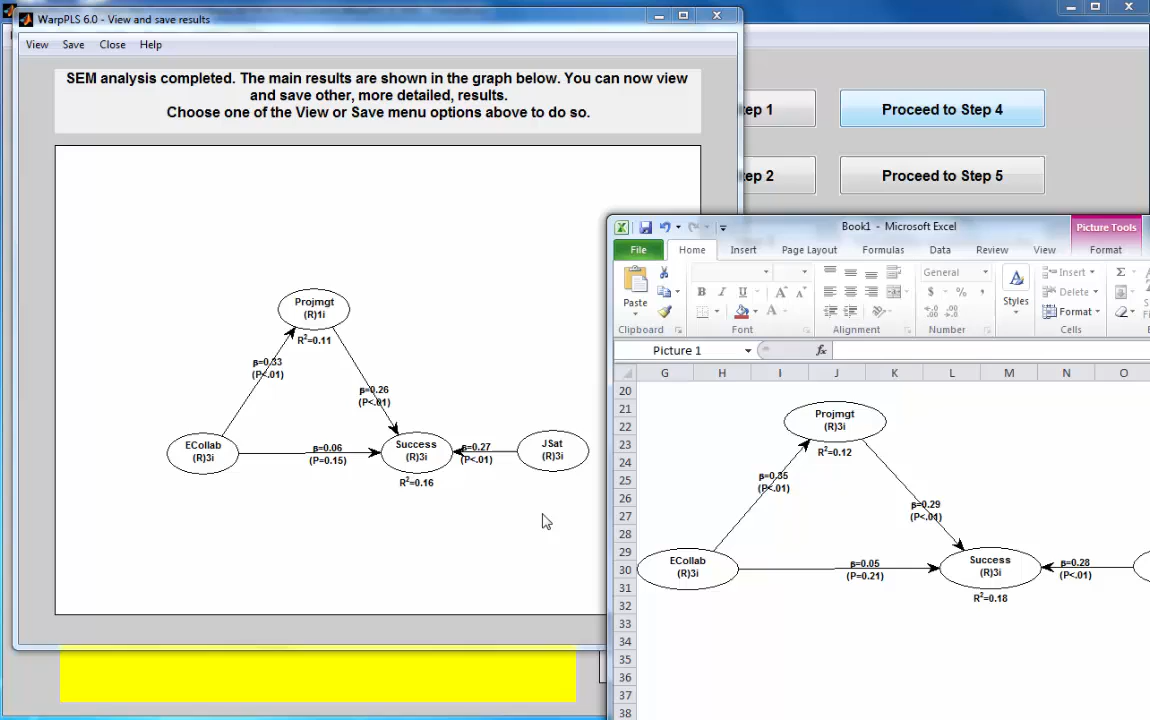 WarpPLS 6.0 - View and save results
View Save Close Help
SEM analysis completed. The main results are shown in the graph below. You can now view
and save other, more detailed, results.
Choose one of the View or Save menu options above to do so.
Projmgt
(R)1i
R²=0.11
β=0.33
(P<.01)
β=0.26
(P<.01)
ECollab
(R)3i
β=0.06
(P=0.15)
Success
(R)3i
R²=0.16
β=0.27
(P<.01)
JSat
(R)3i
tep 1
Proceed to Step 4
tep 2
Proceed to Step 5
Book1 - Microsoft Excel
Picture Tools
File Home Insert Page Layout Formulas Data Review View Format
Paste
Clipboard
B I U A A
A
Font
Alignment
General
$ % ,
Number
Styles
Insert
Delete
Format
Cells
Σ
Picture 1
fx
G H I J K L M N O
20
21
22
23
24
25
26
27
28
29
30
31
32
33
34
35
36
37
38
Projmgt
(R)3i
R²=0.12
β=0.35
(P<.01)
β=0.29
(P<.01)
ECollab
(R)3i
β=0.05
(P=0.21)
Success
(R)3i
R²=0.18
β=0.28
(P<.01)